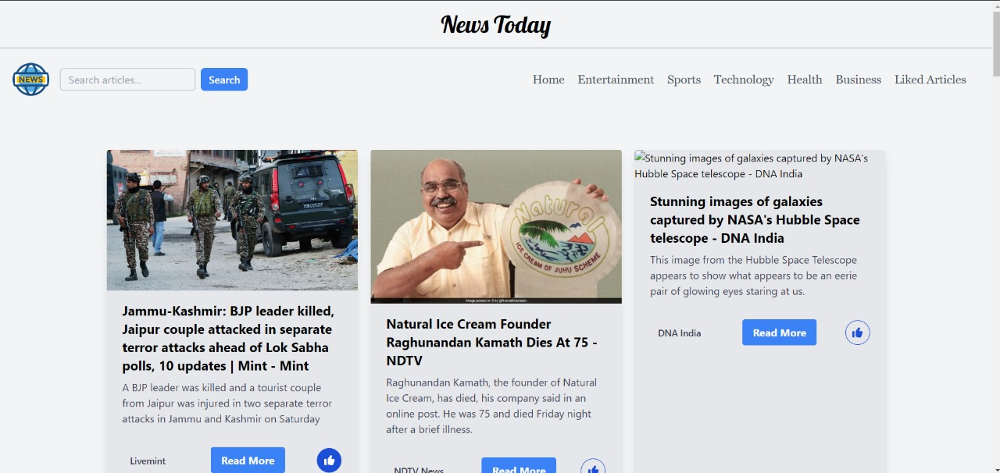 News Today
NEWS
Search articles...
Search
Home Entertainment Sports Technology Health Business Liked Articles
Jammu-Kashmir: BJP leader killed,
Jaipur couple attacked in separate
terror attacks ahead of Lok Sabha
polls, 10 updates | Mint - Mint
A BJP leader was killed and a tourist couple
from Jaipur was injured in two separate terror
attacks in Jammu and Kashmir on Saturday
Livemint
Read More
Natural
ICE CREAM OF JUHU SCHEME
Image posted on X by @Naturalicecream
Natural Ice Cream Founder
Raghunandan Kamath Dies At 75 -
NDTV
Raghunandan Kamath, the founder of Natural
Ice Cream, has died, his company said in an
online post. He was 75 and died Friday night
after a brief illness.
NDTV News
Read More
Stunning images of galaxies captured by NASA's
Hubble Space telescope - DNA India
Stunning images of galaxies
captured by NASA's Hubble Space
telescope - DNA India
This image from the Hubble Space Telescope
appears to show what appears to be an eerie
pair of glowing eyes staring at us.
DNA India
Read More